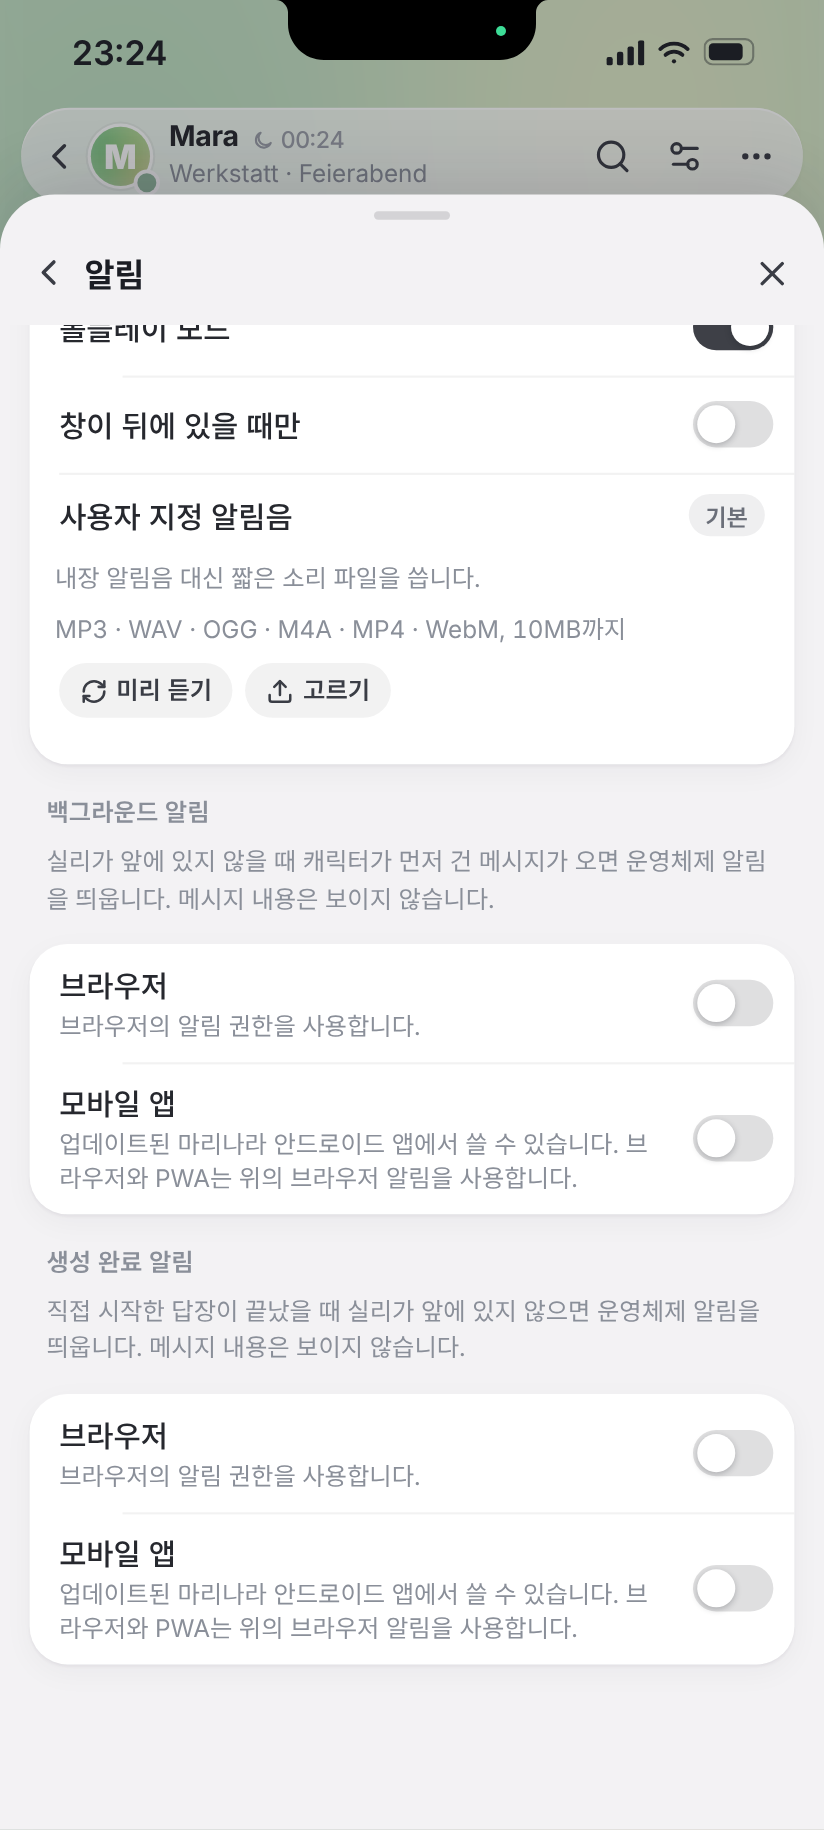 23:24
M
Mara 00:24
Werkstatt · Feierabend
알림
롤플레이 모드
창이 뒤에 있을 때만
사용자 지정 알림음
기본
내장 알림음 대신 짧은 소리 파일을 씁니다.
MP3 · WAV · OGG · M4A · MP4 · WebM, 10MB까지
미리 듣기
고르기
백그라운드 알림
실리가 앞에 있지 않을 때 캐릭터가 먼저 건 메시지가 오면 운영체제 알림
을 띄웁니다. 메시지 내용은 보이지 않습니다.
브라우저
브라우저의 알림 권한을 사용합니다.
모바일 앱
업데이트된 마리나라 안드로이드 앱에서 쓸 수 있습니다. 브
라우저와 PWA는 위의 브라우저 알림을 사용합니다.
생성 완료 알림
직접 시작한 답장이 끝났을 때 실리가 앞에 있지 않으면 운영체제 알림을
띄웁니다. 메시지 내용은 보이지 않습니다.
브라우저
브라우저의 알림 권한을 사용합니다.
모바일 앱
업데이트된 마리나라 안드로이드 앱에서 쓸 수 있습니다. 브
라우저와 PWA는 위의 브라우저 알림을 사용합니다.